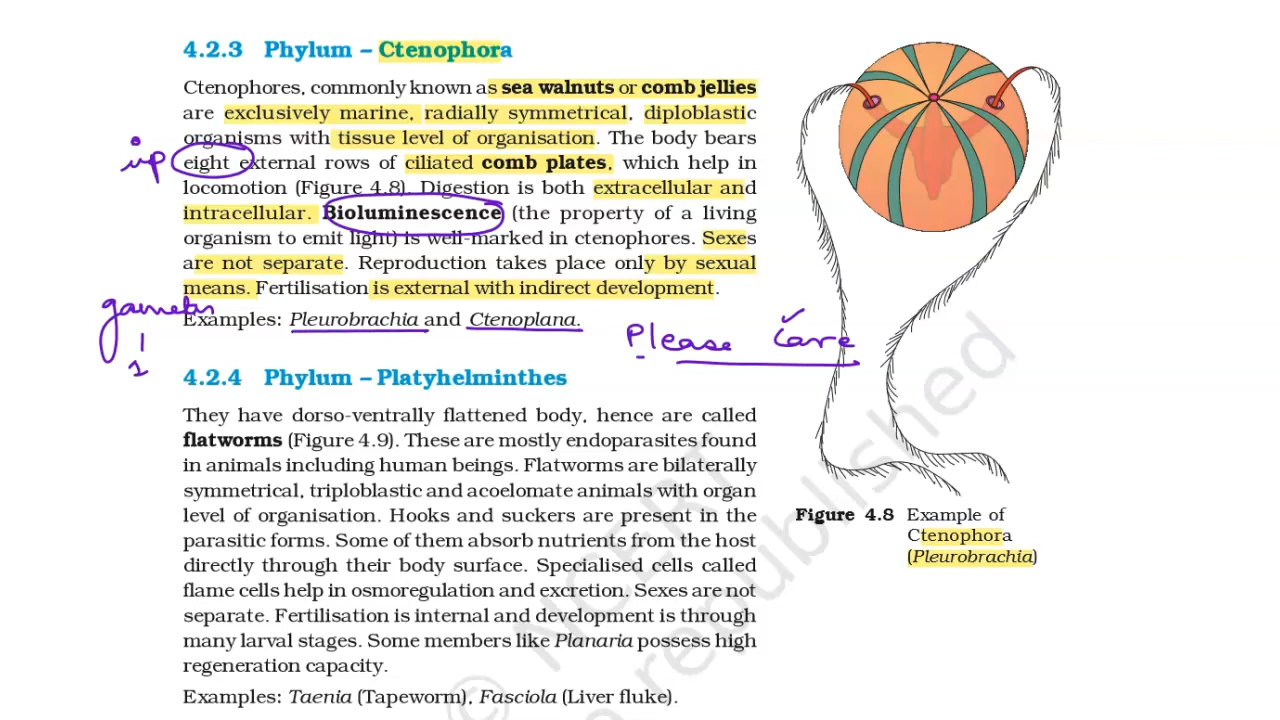 4.2.3 Phylum – Ctenophora
Ctenophores, commonly known as sea walnuts or comb jellies
are exclusively marine, radially symmetrical, diploblastic
organisms with tissue level of organisation. The body bears
imp eight external rows of ciliated comb plates, which help in
locomotion (Figure 4.8). Digestion is both extracellular and
intracellular. Bioluminescence (the property of a living
organism to emit light) is well-marked in ctenophores. Sexes
are not separate. Reproduction takes place only by sexual
means. Fertilisation is external with indirect development.
Examples: Pleurobrachia and Ctenoplana.
Please Care
4.2.4 Phylum – Platyhelminthes
They have dorso-ventrally flattened body, hence are called
flatworms (Figure 4.9). These are mostly endoparasites found
in animals including human beings. Flatworms are bilaterally
symmetrical, triploblastic and acoelomate animals with organ
level of organisation. Hooks and suckers are present in the
parasitic forms. Some of them absorb nutrients from the host
directly through their body surface. Specialised cells called
flame cells help in osmoregulation and excretion. Sexes are not
separate. Fertilisation is internal and development is through
many larval stages. Some members like Planaria possess high
regeneration capacity.
Examples: Taenia (Tapeworm), Fasciola (Liver fluke).
Figure 4.8 Example of
Ctenophora
(Pleurobrachia)
© NCERT
republished